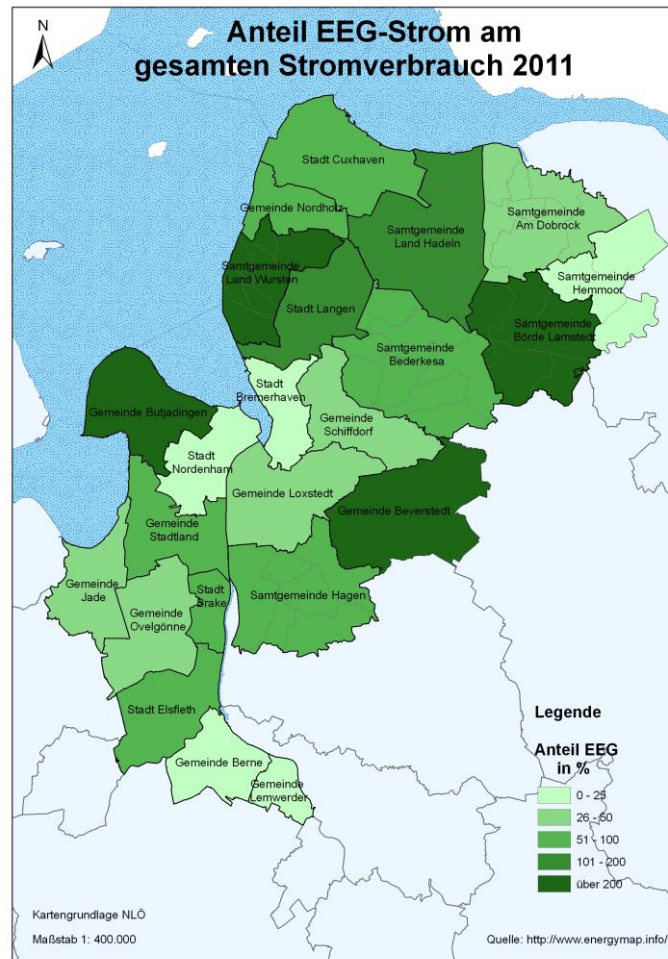 N
Anteil EEG-Strom am
gesamten Stromverbrauch 2011
Stadt Cuxhaven
Gemeinde Nordholz
Samtgemeinde
Am Dobrock
Samtgemeinde
Land Hadeln
Samtgemeinde
Land Wursten
Samtgemeinde
Hemmoor
Stadt Langen
Samtgemeinde
Börde Lamstedt
Samtgemeinde
Bederkesa
Stadt
Bremerhaven
Gemeinde Butjadingen
Gemeinde
Schiffdorf
Stadt
Nordenham
Gemeinde Loxstedt
Gemeinde Beverstedt
Gemeinde
Stadtland
Gemeinde
Jade
Stadt
Brake
Samtgemeinde Hagen
Gemeinde
Ovelgönne
Stadt Elsfleth
Gemeinde Berne
Gemeinde
Lemwerder
Legende
Anteil EEG
in %
0 - 25
26 - 50
51 - 100
101 - 200
über 200
Kartengrundlage NLÖ
Maßstab 1: 400.000
Quelle: http://www.energymap.info/